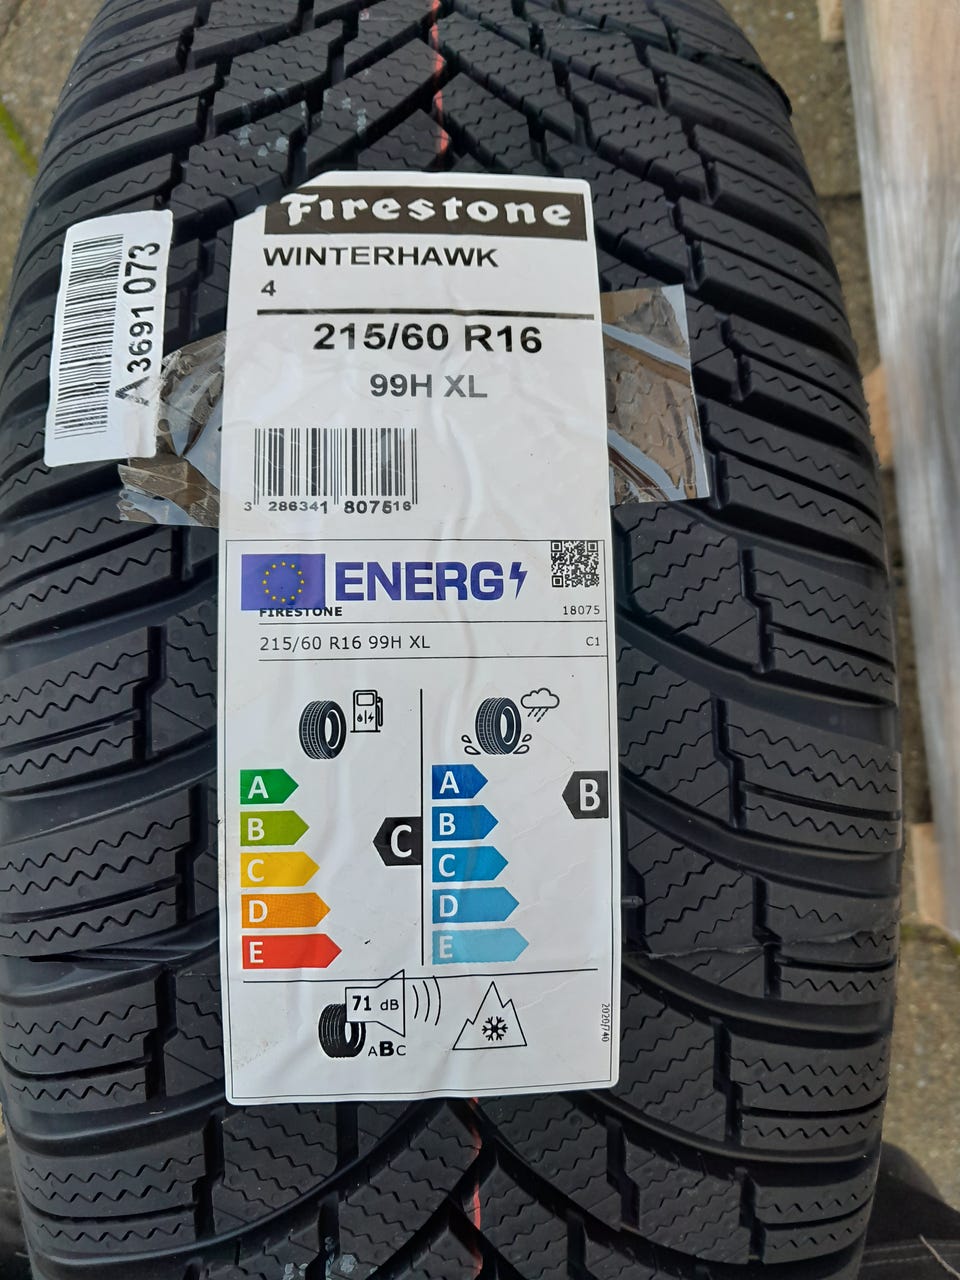 Firestone
WINTERHAWK
4
215/60 R16
99H XL
A3691073
3 286341 807516
ENERG
FIRESTONE 18075
215/60 R16 99H XL C1
A A B
B B
C C C
D D
E E
71 dB
ABC
2020/740